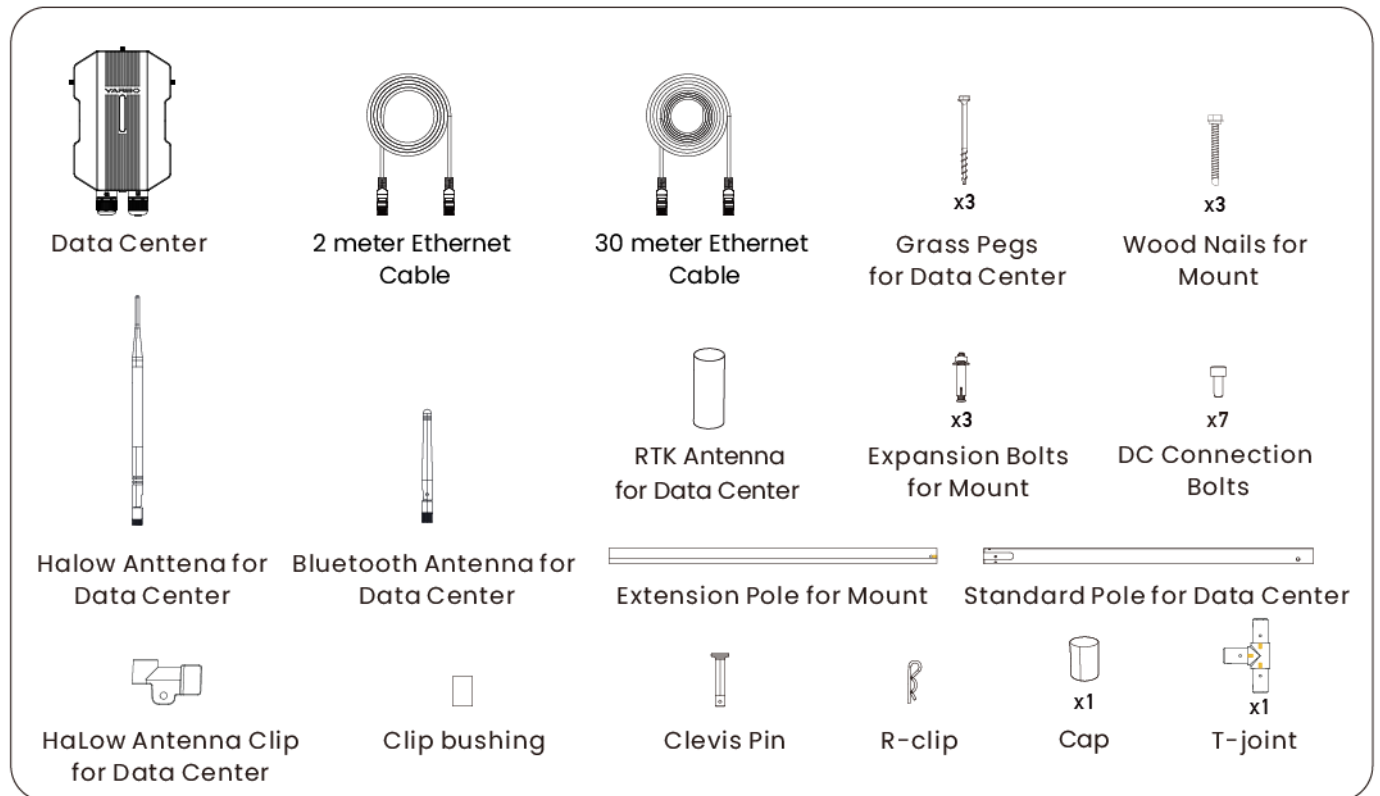 YARBO
Data Center
2 meter Ethernet
Cable
30 meter Ethernet
Cable
x3
Grass Pegs
for Data Center
x3
Wood Nails for
Mount
Halow Anttena for
Data Center
Bluetooth Antenna for
Data Center
RTK Antenna
for Data Center
x3
Expansion Bolts
for Mount
x7
DC Connection
Bolts
Extension Pole for Mount
Standard Pole for Data Center
HaLow Antenna Clip
for Data Center
Clip bushing
Clevis Pin
R-clip
x1
Cap
x1
T-joint